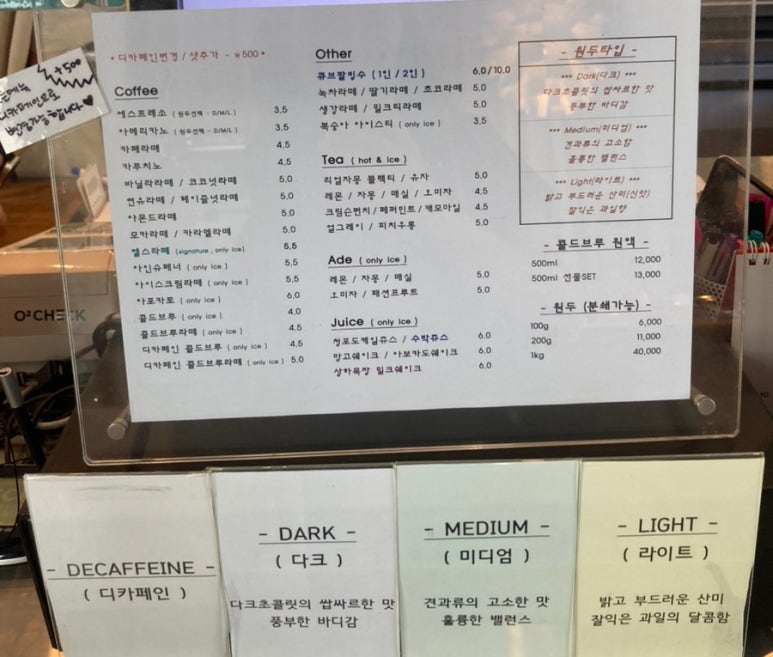 * 디카페인변경 / 샷추가 - ₩500 *
Coffee
에스프레소 ( 원두선택 - D/M/L ) 3,5
아메리카노 ( 원두선택 - D/M/L ) 3,5
카페라떼 4,5
카푸치노 4,5
바닐라라떼 / 코코넛라떼 5,0
연유라떼 / 헤이즐넛라떼 5,0
아몬드라떼 5,0
모카라떼 / 카라멜라떼 5,0
엘스라떼 (signature, only ice) 5,5
아인슈페너 ( only ice ) 5,5
아이스크림라떼 ( only ice ) 5,5
아포카토 ( only ice ) 6,0
콜드브루 ( only ice ) 4,0
콜드브루라떼 ( only ice ) 4,5
디카페인 콜드브루 ( only ice ) 4,5
디카페인 콜드브루라떼 ( only ice ) 5,0
Other
큐브팥빙수 ( 1인 / 2인 ) 6,0/10,0
녹차라떼 / 딸기라떼 / 초코라떼 5,0
생강라떼 / 밀크티라떼 5,0
복숭아 아이스티 ( only ice ) 3,5
Tea ( hot & ice )
리얼자몽 블랙티 / 유자 5,0
레몬 / 자몽 / 매실 / 오미자 4,5
크림슨펀치 / 페퍼민트 / 캐모마일 4,5
얼그레이 / 피치우롱 5,0
Ade ( only ice )
레몬 / 자몽 / 매실 5,0
오미자 / 패션프루트 5,0
Juice ( only ice )
청포도케일쥬스 / 수박쥬스 6,0
망고쉐이크 / 아보카도쉐이크 6,0
상하목장 밀크쉐이크 6,0
- 원두타입 -
*** Dark(다크) ***
다크초콜릿의 쌉싸르한 맛
풍부한 바디감
*** Medium(미디엄) ***
견과류의 고소함
훌륭한 밸런스
*** Light(라이트) ***
밝고 부드러운 산미(신맛)
잘익은 과일향
- 콜드브루 원액 -
500ml 12,000
500ml 선물SET 13,000
- 원두 (분쇄가능) -
100g 6,000
200g 11,000
1kg 40,000
+500
디카페인으로
변경가능합니다♥
O2 CHECK
- DECAFFEINE -
( 디카페인 )
- DARK -
( 다크 )
다크초콜릿의 쌉싸르한 맛
풍부한 바디감
- MEDIUM -
( 미디엄 )
견과류의 고소한 맛
훌륭한 밸런스
- LIGHT -
( 라이트 )
밝고 부드러운 산미
잘익은 과일의 달콤함